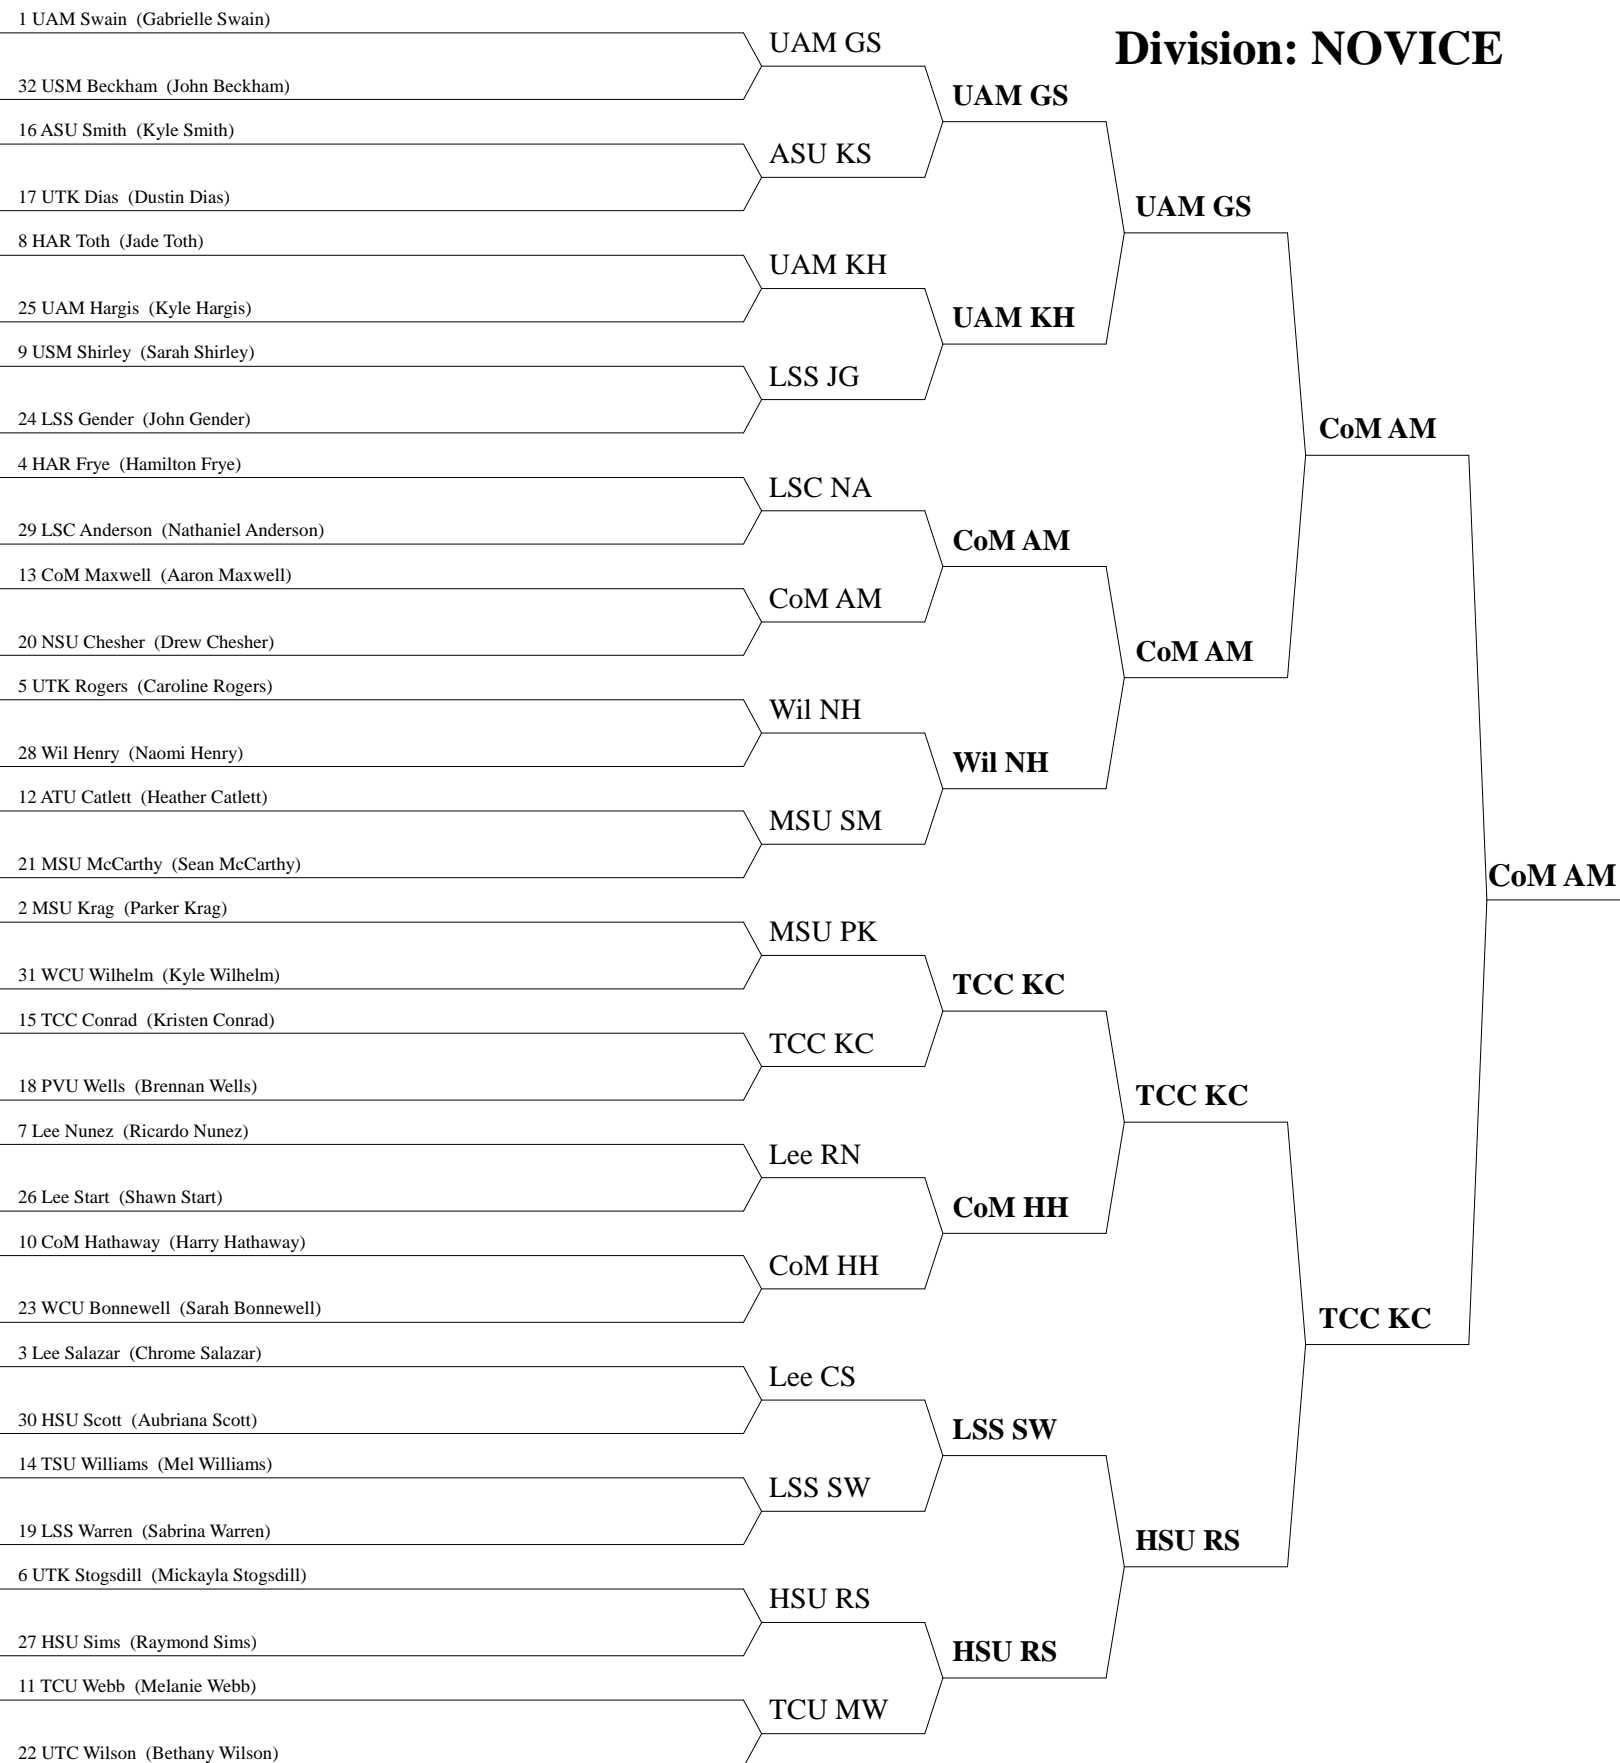 Division: NOVICE
1 UAM Swain (Gabrielle Swain)
32 USM Beckham (John Beckham)
16 ASU Smith (Kyle Smith)
17 UTK Dias (Dustin Dias)
8 HAR Toth (Jade Toth)
25 UAM Hargis (Kyle Hargis)
9 USM Shirley (Sarah Shirley)
24 LSS Gender (John Gender)
4 HAR Frye (Hamilton Frye)
29 LSC Anderson (Nathaniel Anderson)
13 CoM Maxwell (Aaron Maxwell)
20 NSU Chesher (Drew Chesher)
5 UTK Rogers (Caroline Rogers)
28 Wil Henry (Naomi Henry)
12 ATU Catlett (Heather Catlett)
21 MSU McCarthy (Sean McCarthy)
2 MSU Krag (Parker Krag)
31 WCU Wilhelm (Kyle Wilhelm)
15 TCC Conrad (Kristen Conrad)
18 PVU Wells (Brennan Wells)
7 Lee Nunez (Ricardo Nunez)
26 Lee Start (Shawn Start)
10 CoM Hathaway (Harry Hathaway)
23 WCU Bonnewell (Sarah Bonnewell)
3 Lee Salazar (Chrome Salazar)
30 HSU Scott (Aubriana Scott)
14 TSU Williams (Mel Williams)
19 LSS Warren (Sabrina Warren)
6 UTK Stogsdill (Mickayla Stogsdill)
27 HSU Sims (Raymond Sims)
11 TCU Webb (Melanie Webb)
22 UTC Wilson (Bethany Wilson)
UAM GS
ASU KS
UAM KH
LSS JG
LSC NA
CoM AM
Wil NH
MSU SM
MSU PK
TCC KC
Lee RN
CoM HH
Lee CS
LSS SW
HSU RS
TCU MW
UAM GS
UAM KH
CoM AM
Wil NH
TCC KC
CoM HH
LSS SW
HSU RS
UAM GS
CoM AM
TCC KC
HSU RS
CoM AM
TCC KC
CoM AM